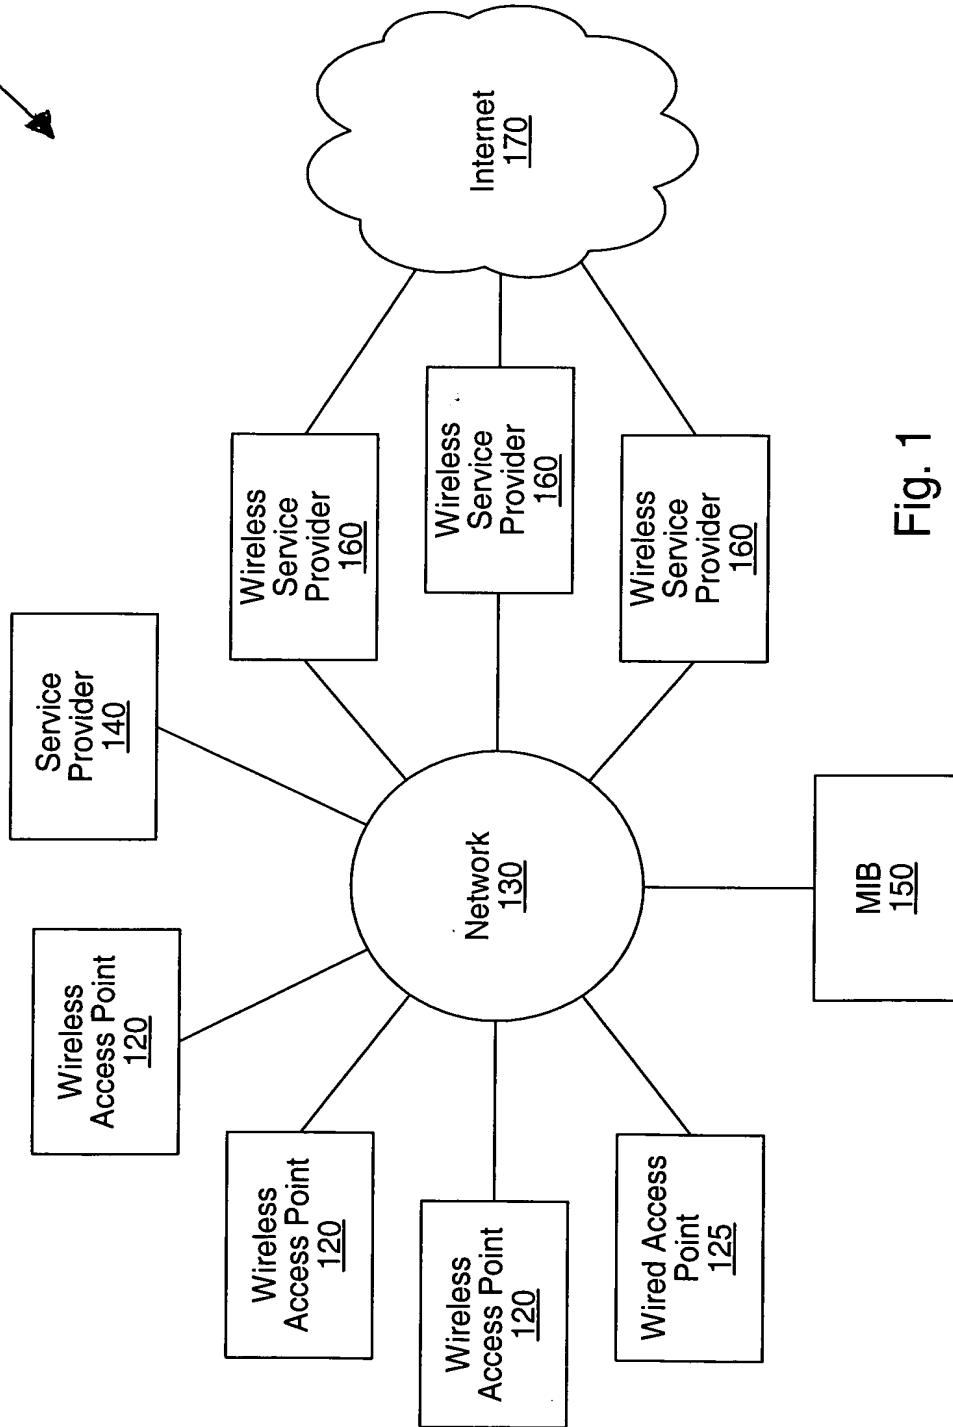 Wireless
Access Point
120
Service
Provider
140
Wireless
Access Point
120
Wireless
Service
Provider
160
Wireless
Access Point
120
Network
130
Wireless
Service
Provider
160
Internet
170
Wired Access
Point
125
Wireless
Service
Provider
160
MIB
150
Fig. 1